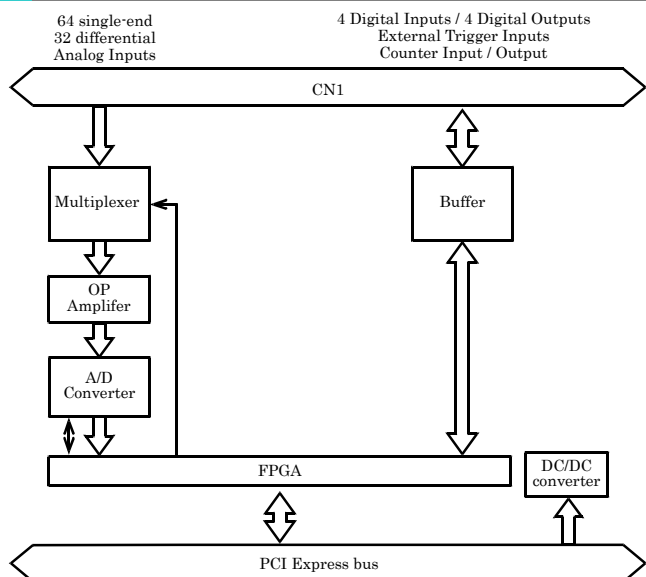 64 single-end
32 differential
Analog Inputs
4 Digital Inputs / 4 Digital Outputs
External Trigger Inputs
Counter Input / Output
CN1
Multiplexer
Buffer
OP
Amplifer
A/D
Converter
FPGA
DC/DC
converter
PCI Express bus